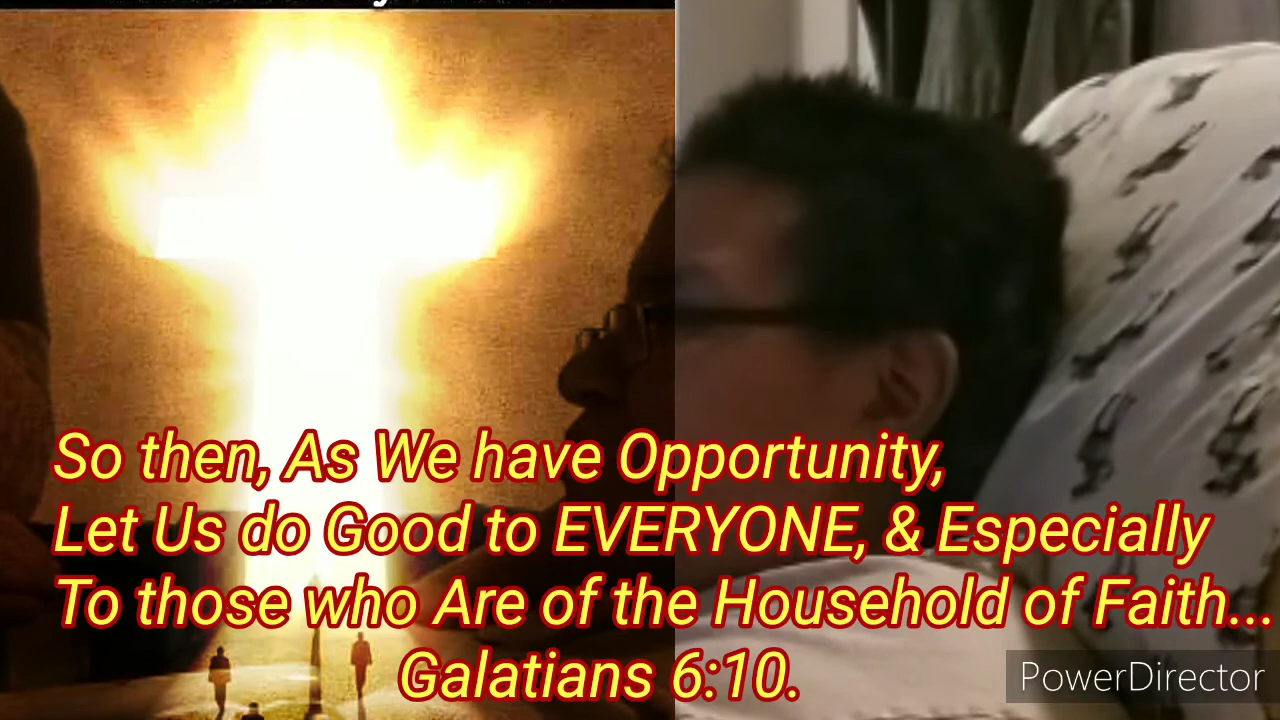 So then, As We have Opportunity,
Let Us do Good to EVERYONE, & Especially
To those who Are of the Household of Faith...
Galatians 6:10.
PowerDirector